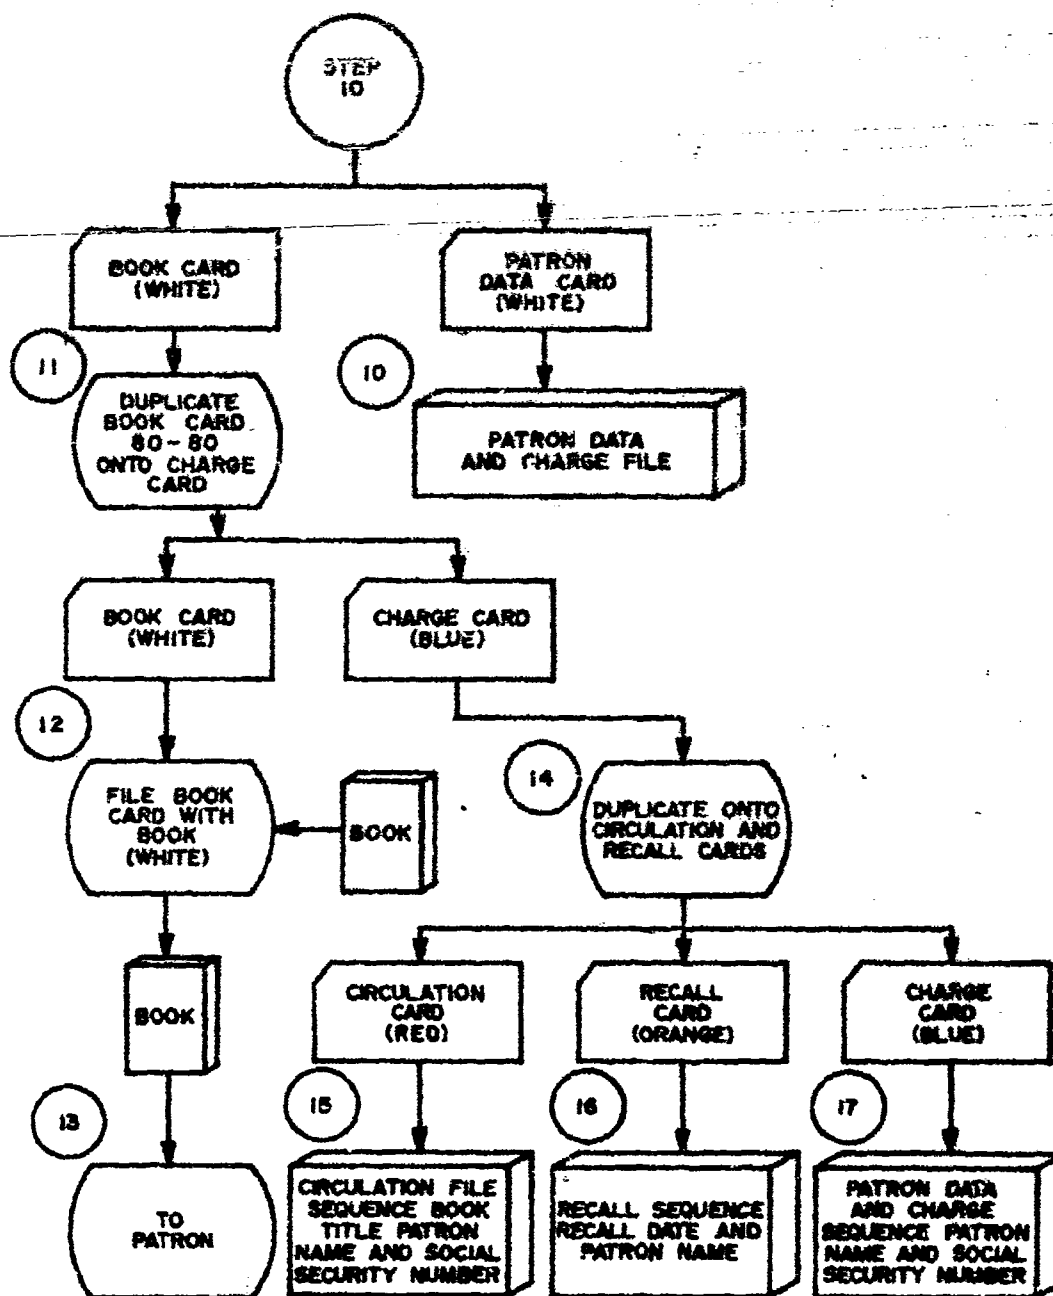 STEP
10
BOOK CARD
(WHITE)
PATRON
DATA CARD
(WHITE)
11
10
DUPLICATE
BOOK CARD
80-80
ONTO CHARGE
CARD
PATRON DATA
AND CHARGE FILE
BOOK CARD
(WHITE)
CHARGE CARD
(BLUE)
12
14
FILE BOOK
CARD WITH
BOOK
(WHITE)
BOOK
DUPLICATE ONTO
CIRCULATION AND
RECALL CARDS
BOOK
CIRCULATION
CARD
(RED)
RECALL
CARD
(ORANGE)
CHARGE
CARD
(BLUE)
13
15
16
17
TO
PATRON
CIRCULATION FILE
SEQUENCE BOOK
TITLE PATRON
NAME AND SOCIAL
SECURITY NUMBER
RECALL SEQUENCE
RECALL DATE AND
PATRON NAME
PATRON DATA
AND CHARGE
SEQUENCE PATRON
NAME AND SOCIAL
SECURITY NUMBER